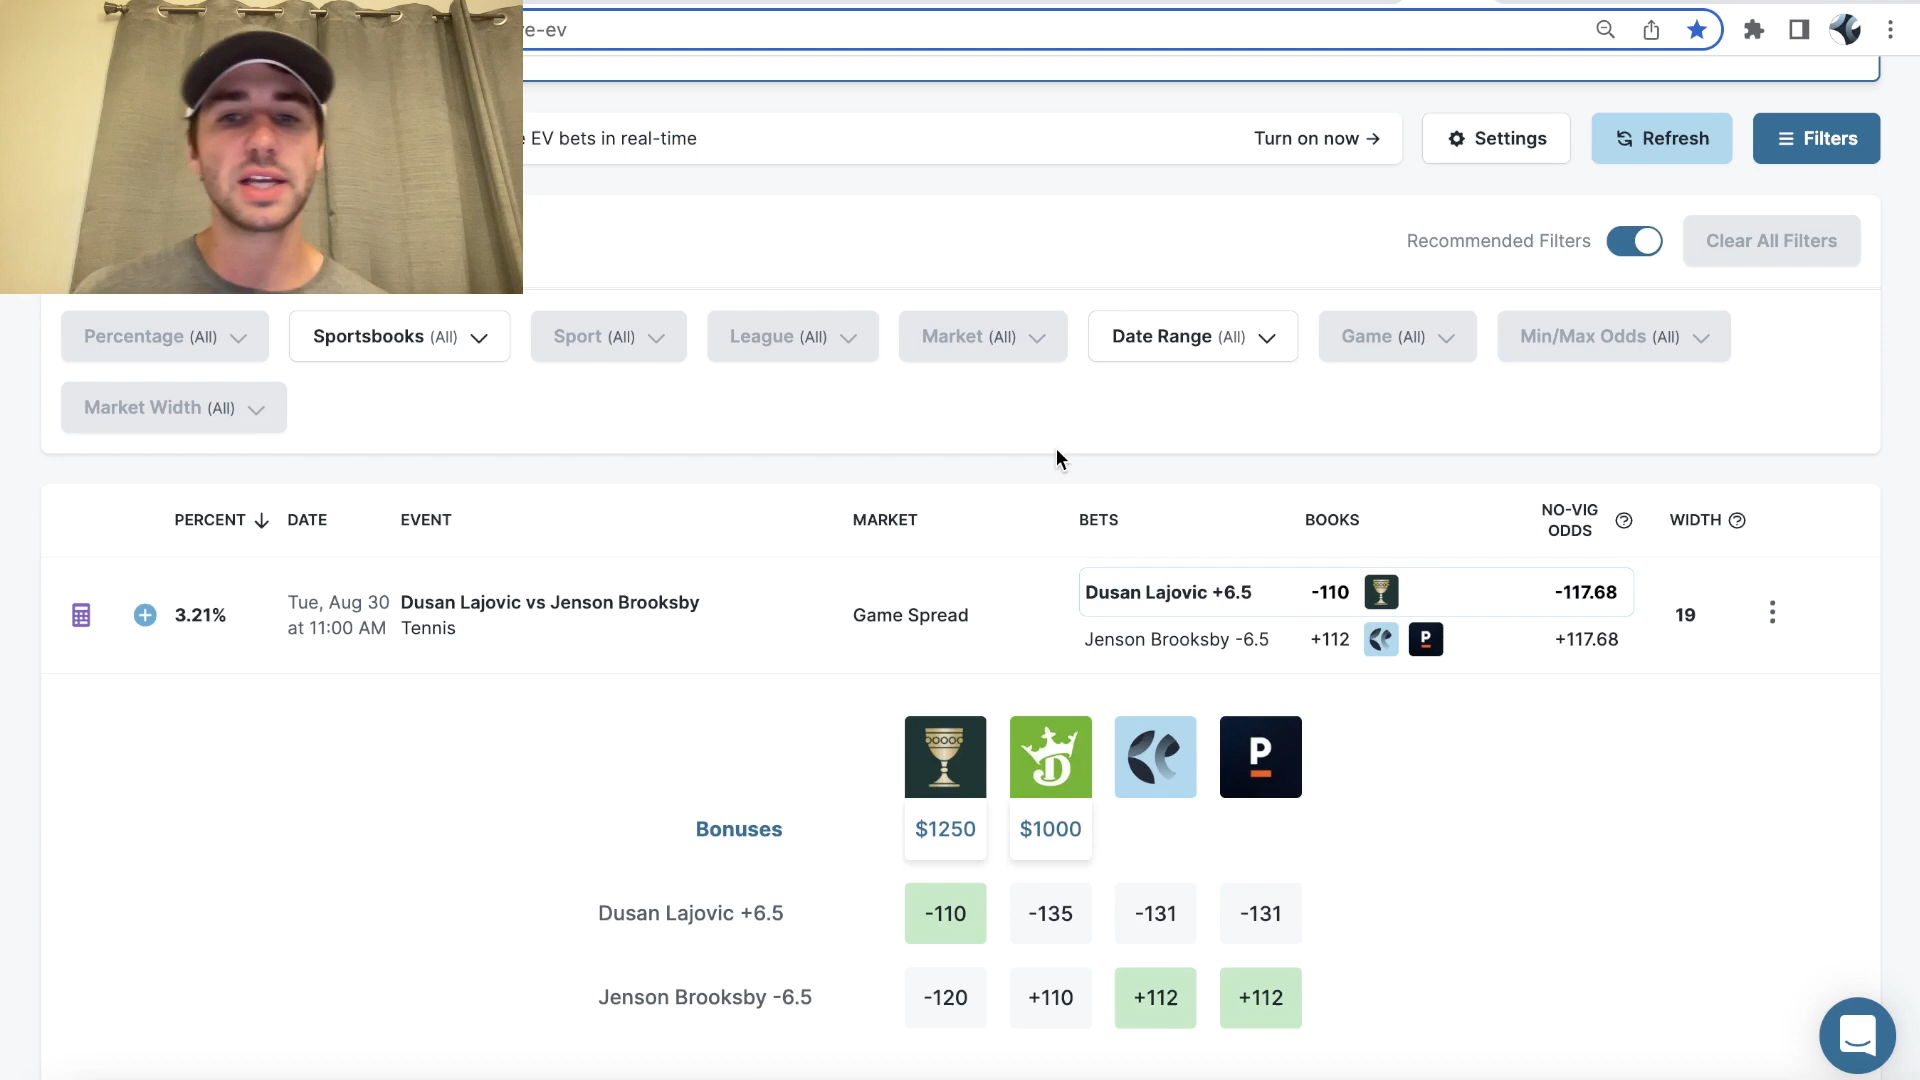 e-ev
EV bets in real-time
Turn on now →
Settings
Refresh
Filters
Recommended Filters
Clear All Filters
Percentage (All)
Sportsbooks (All)
Sport (All)
League (All)
Market (All)
Date Range (All)
Game (All)
Min/Max Odds (All)
Market Width (All)
PERCENT
DATE
EVENT
MARKET
BETS
BOOKS
NO-VIG
ODDS
WIDTH
3.21%
Tue, Aug 30
at 11:00 AM
Dusan Lajovic vs Jenson Brooksby
Tennis
Game Spread
Dusan Lajovic +6.5
-110
-117.68
Jenson Brooksby -6.5
+112
P
+117.68
19
D
P
Bonuses
$1250
$1000
Dusan Lajovic +6.5
-110
-135
-131
-131
Jenson Brooksby -6.5
-120
+110
+112
+112